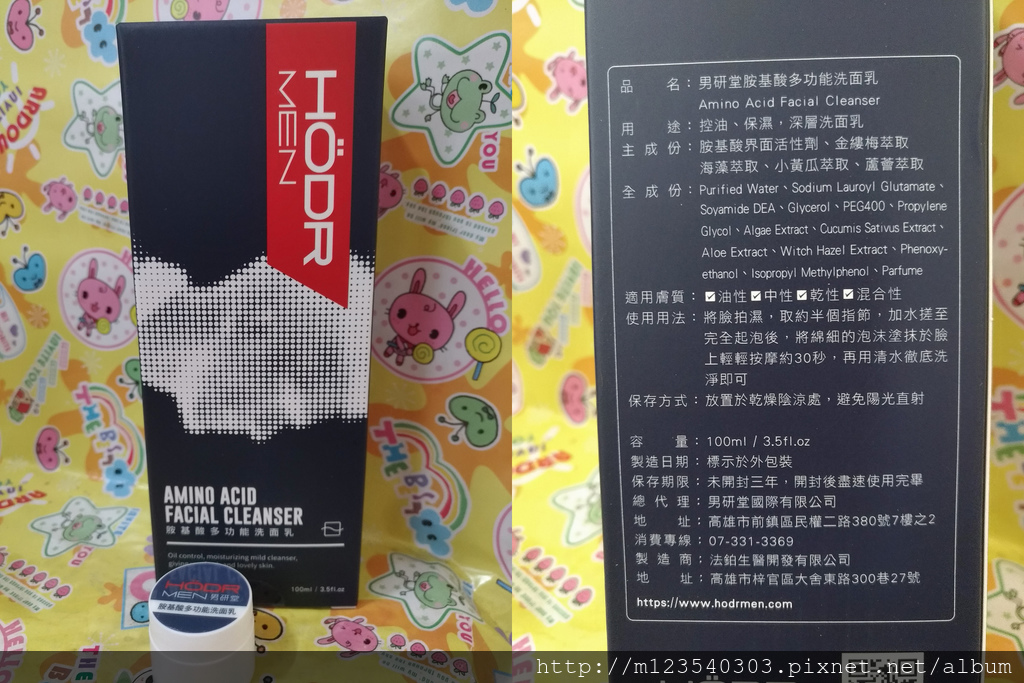 HÖDR
MEN
AMINO ACID
FACIAL CLEANSER
胺基酸多功能洗面乳
Oil control, moisturizing mild cleanser,
lovely skin.
100ml / 3.5fl.oz
HÖDR
MEN 男研堂
胺基酸多功能洗面乳
HELLO
YOU
品 名：男研堂胺基酸多功能洗面乳
Amino Acid Facial Cleanser
用 途：控油、保濕，深層洗面乳
主 成 份：胺基酸界面活性劑、金縷梅萃取
海藻萃取、小黃瓜萃取、蘆薈萃取
全 成 份：Purified Water、Sodium Lauroyl Glutamate、
Soyamide DEA、Glycerol、PEG400、Propylene
Glycol、Algae Extract、Cucumis Sativus Extract、
Aloe Extract、Witch Hazel Extract、Phenoxy-
ethanol、Isopropyl Methylphenol、Parfume
適用膚質：☑油性☑中性☑乾性☑混合性
使用用法：將臉拍濕，取約半個指節，加水搓至
完全起泡後，將綿細的泡沫塗抹於臉
上輕輕按摩約30秒，再用清水徹底洗
淨即可
保存方式：放置於乾燥陰涼處，避免陽光直射
容 量：100ml / 3.5fl.oz
製造日期：標示於外包裝
保存期限：未開封三年，開封後盡速使用完畢
總 代 理：男研堂國際有限公司
地 址：高雄市前鎮區民權二路380號7樓之2
消費專線：07-331-3369
製 造 商：法鉑生醫開發有限公司
地 址：高雄市梓官區大舍東路300巷27號
https://www.hodrmen.com
http://m123540303.pixnet.net/album